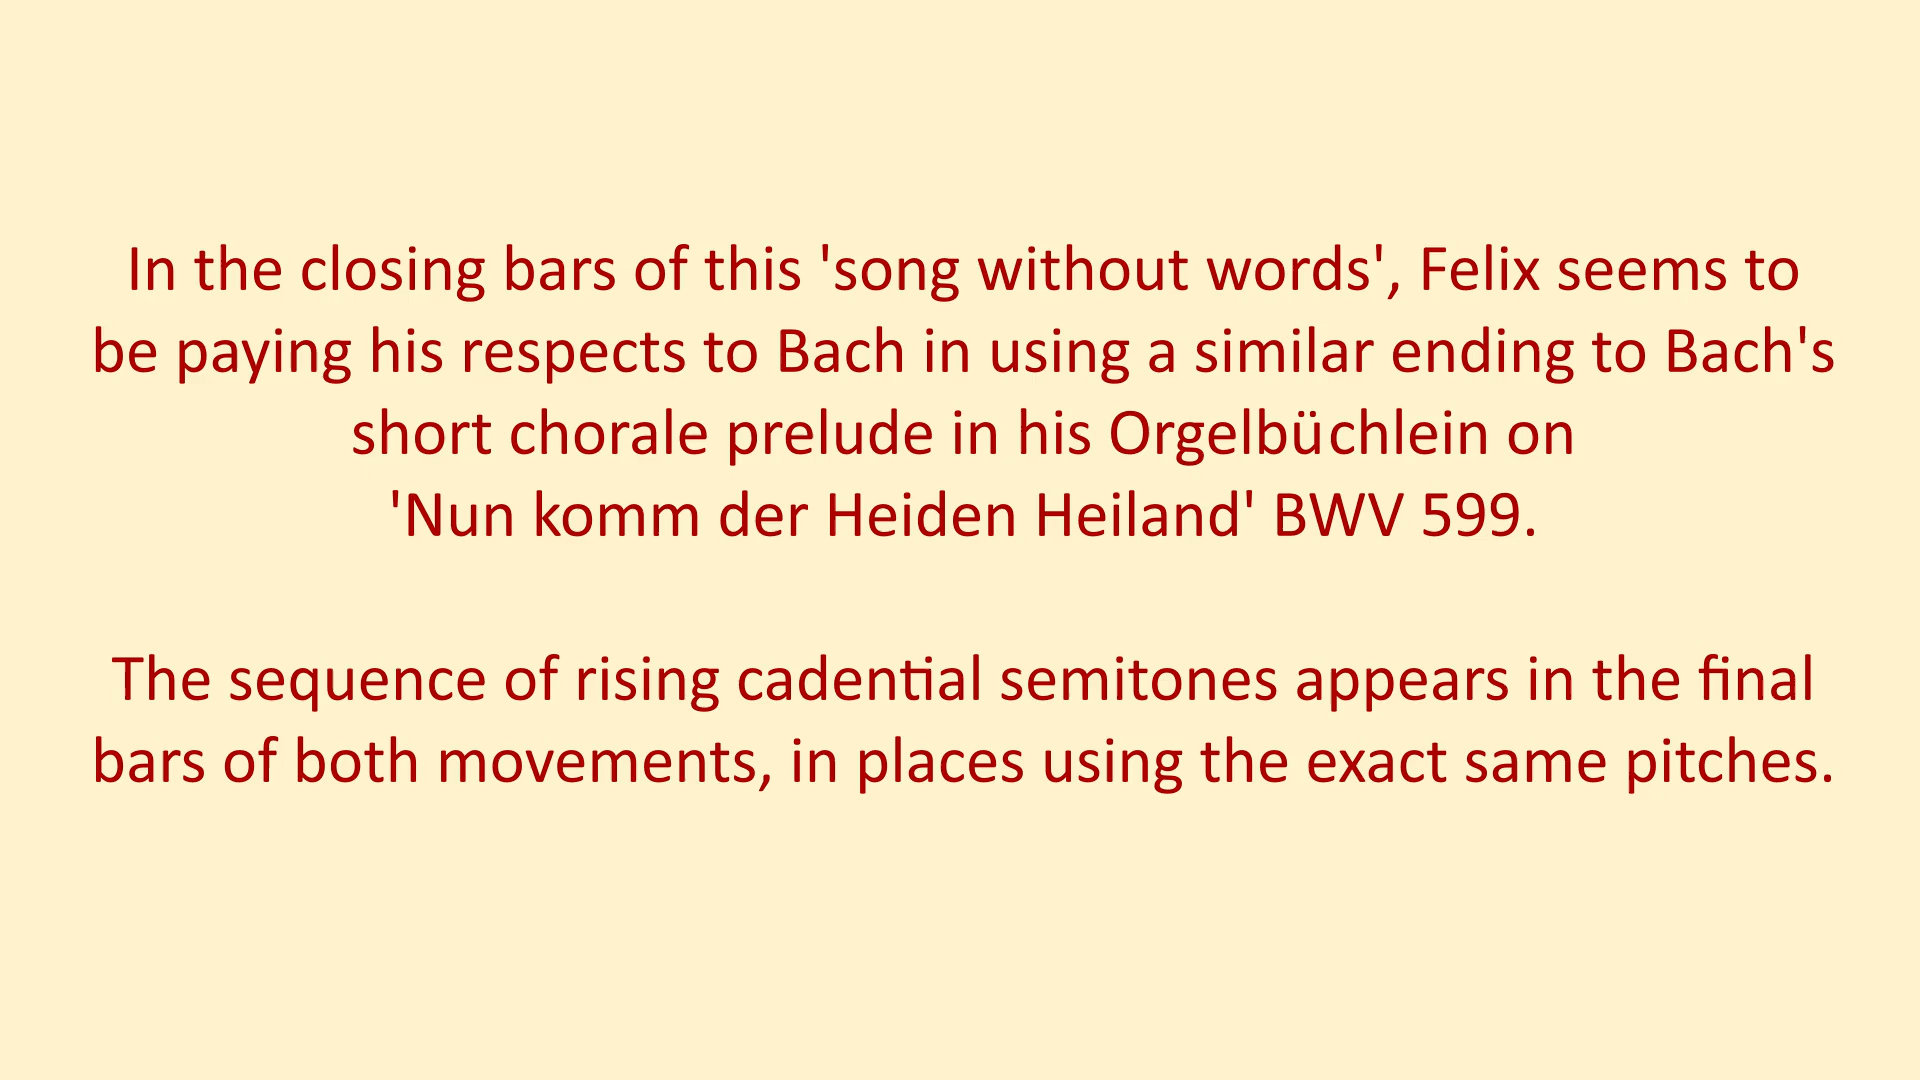 In the closing bars of this 'song without words', Felix seems to
be paying his respects to Bach in using a similar ending to Bach's
short chorale prelude in his Orgelbüchlein on
'Nun komm der Heiden Heiland' BWV 599.
The sequence of rising cadential semitones appears in the final
bars of both movements, in places using the exact same pitches.